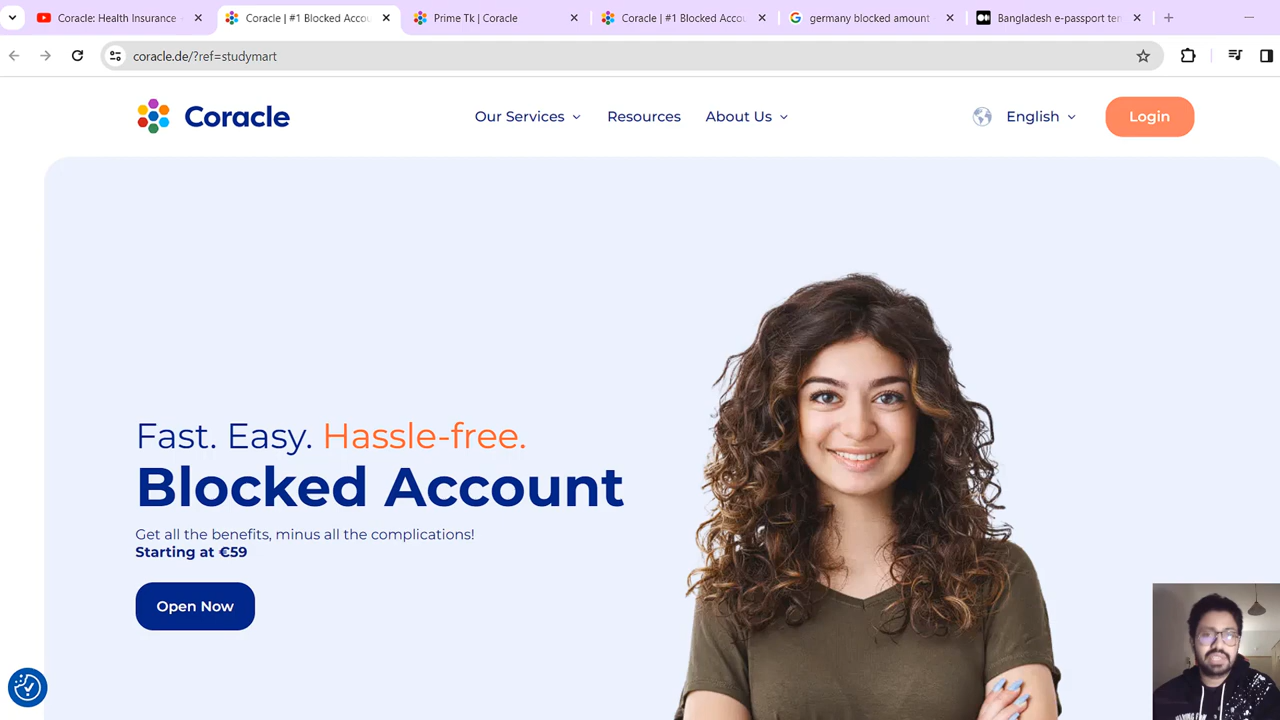 Coracle: Health Insurance
Coracle | #1 Blocked Accou
Prime Tk | Coracle
Coracle | #1 Blocked Accou
germany blocked amount
Bangladesh e-passport ten
coracle.de/?ref=studymart
Coracle
Our Services
Resources
About Us
English
Login
Fast. Easy. Hassle-free.
Blocked Account
Get all the benefits, minus all the complications!
Starting at €59
Open Now